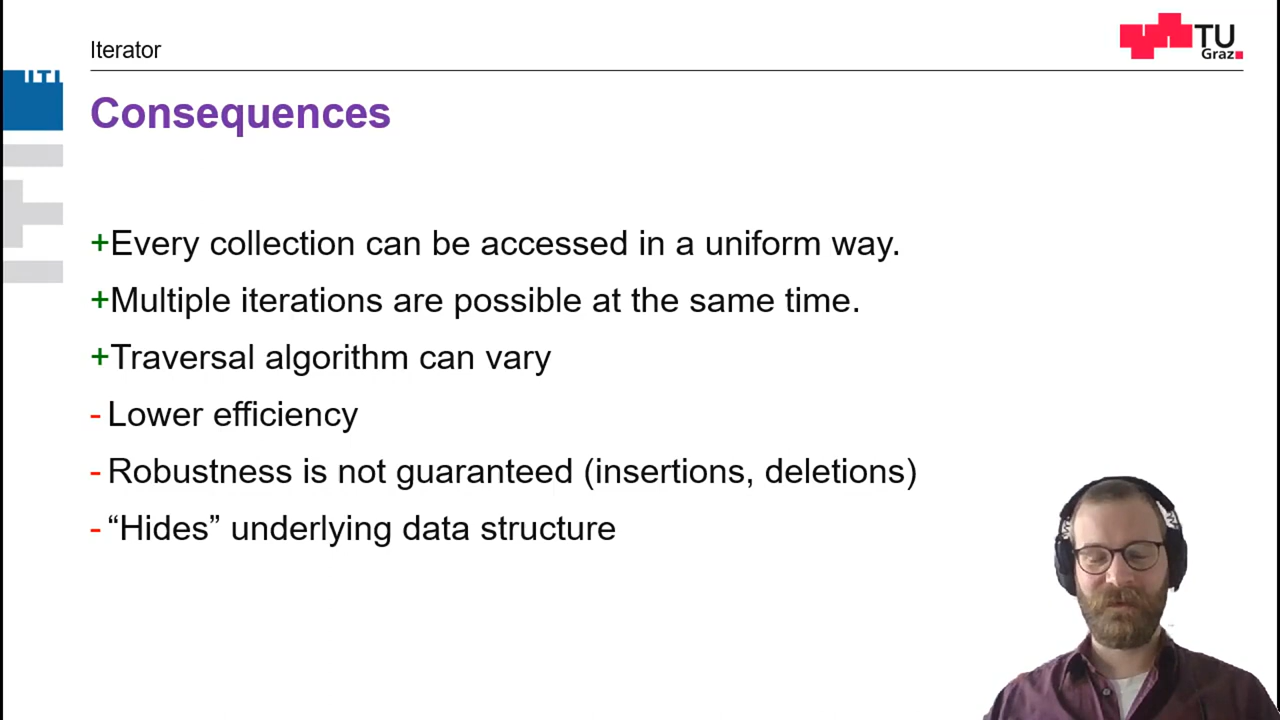 Iterator
TU
Graz
Consequences
+Every collection can be accessed in a uniform way.
+Multiple iterations are possible at the same time.
+Traversal algorithm can vary
- Lower efficiency
- Robustness is not guaranteed (insertions, deletions)
- “Hides” underlying data structure